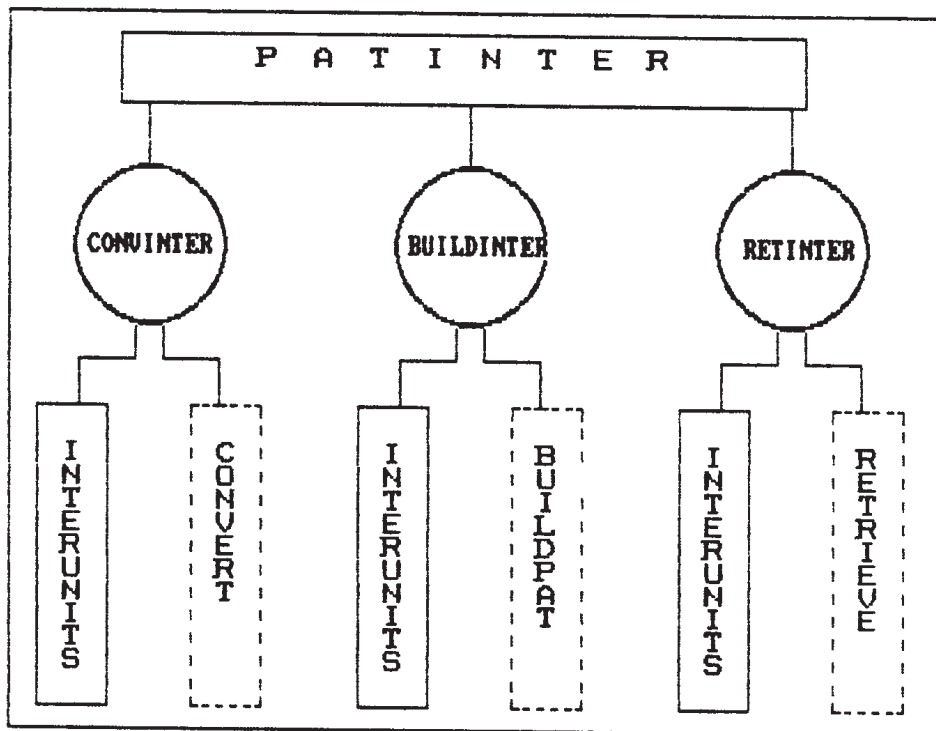 PATINTER
CONVINTER
BUILDINTER
RETINTER
INTERUNITS
CONVERT
INTERUNITS
BUILDPAT
INTERUNITS
RETRIEVE